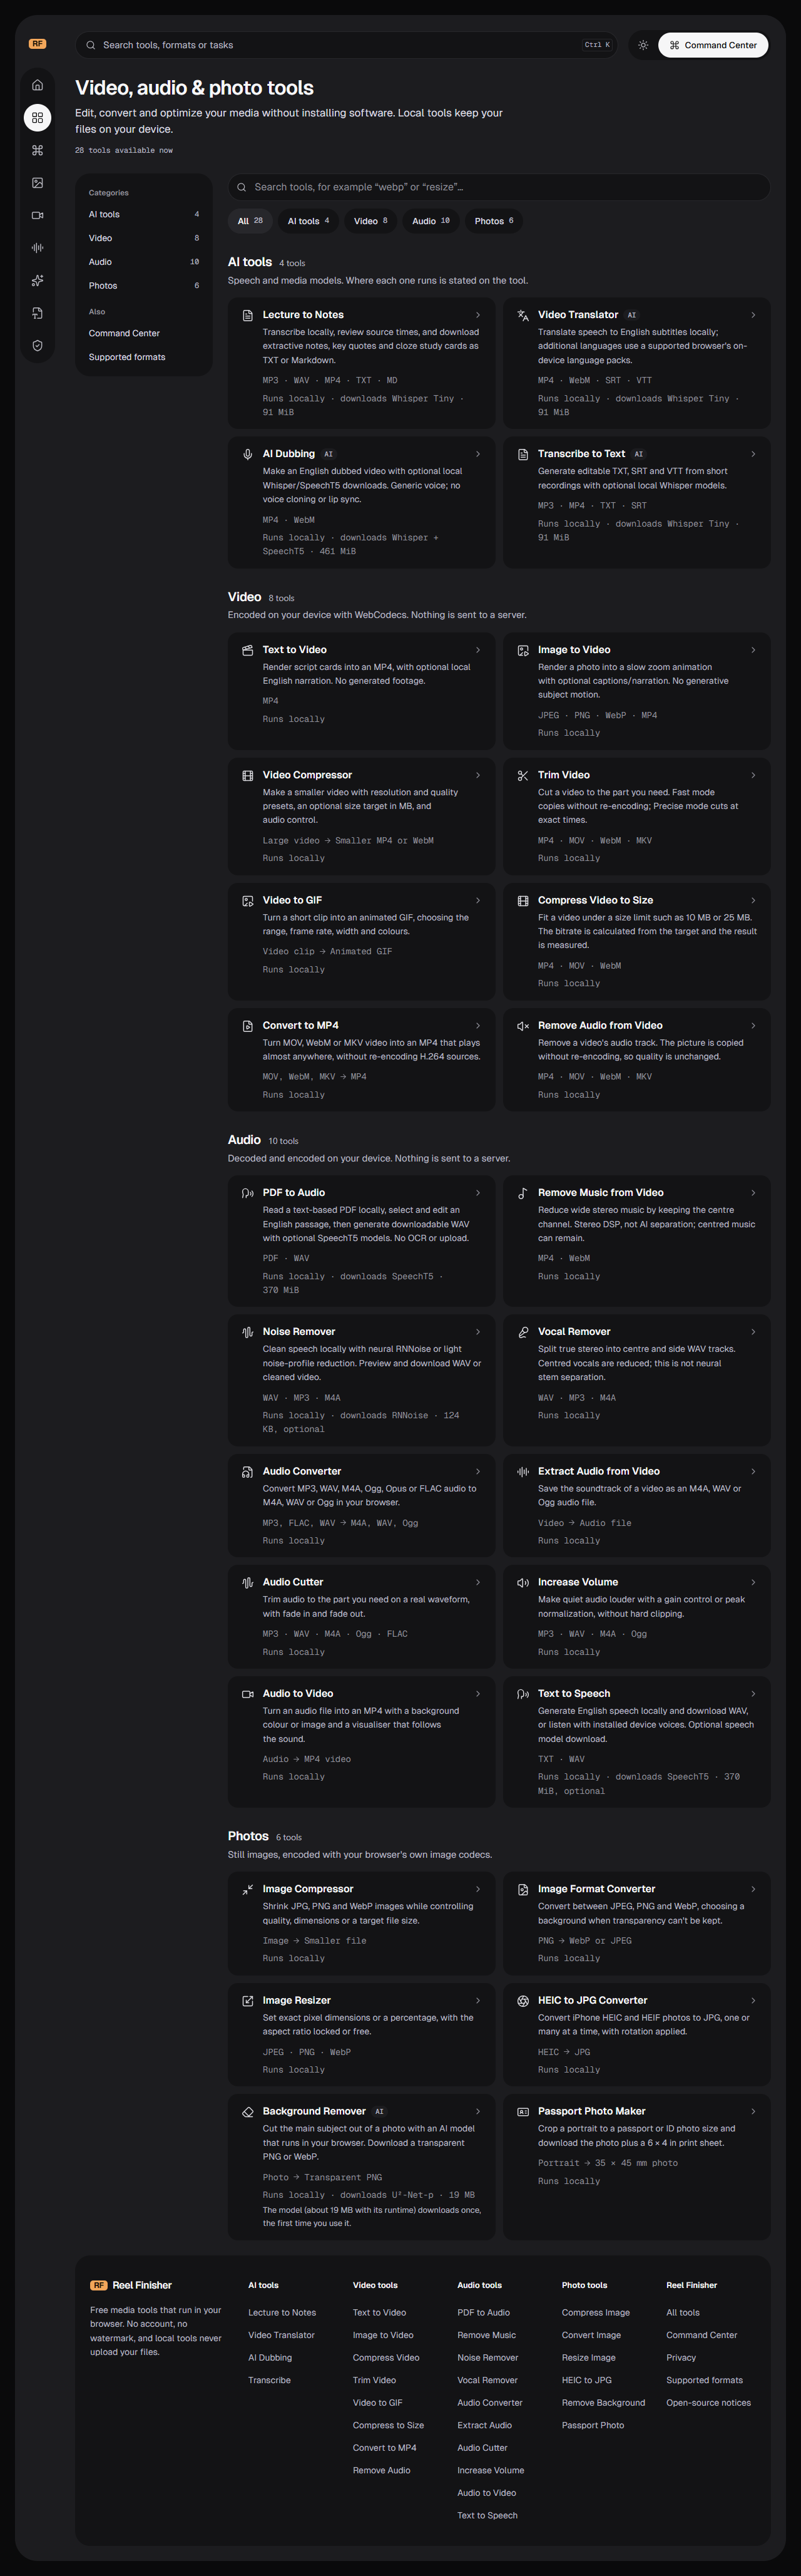 RF
Search tools, formats or tasks
Ctrl K
Command Center
Video, audio & photo tools
Edit, convert and optimize your media without installing software. Local tools keep your
files on your device.
28 tools available now
Categories
AI tools 4
Video 8
Audio 10
Photos 6
Also
Command Center
Supported formats
Search tools, for example “webp” or “resize”…
All 28
AI tools 4
Video 8
Audio 10
Photos 6
AI tools 4 tools
Speech and media models. Where each one runs is stated on the tool.
Lecture to Notes
Transcribe locally, review source times, and download
extractive notes, key quotes and cloze study cards as
TXT or Markdown.
MP3 · WAV · MP4 · TXT · MD
Runs locally · downloads Whisper Tiny ·
91 MiB
Video Translator AI
Translate speech to English subtitles locally;
additional languages use a supported browser's on-
device language packs.
MP4 · WebM · SRT · VTT
Runs locally · downloads Whisper Tiny ·
91 MiB
AI Dubbing AI
Make an English dubbed video with optional local
Whisper/SpeechT5 downloads. Generic voice; no
voice cloning or lip sync.
MP4 · WebM
Runs locally · downloads Whisper +
SpeechT5 · 461 MiB
Transcribe to Text AI
Generate editable TXT, SRT and VTT from short
recordings with optional local Whisper models.
MP3 · MP4 · TXT · SRT
Runs locally · downloads Whisper Tiny ·
91 MiB
Video 8 tools
Encoded on your device with WebCodecs. Nothing is sent to a server.
Text to Video
Render script cards into an MP4, with optional local
English narration. No generated footage.
MP4
Runs locally
Image to Video
Render a photo into a slow zoom animation
with optional captions/narration. No generative
subject motion.
JPEG · PNG · WebP · MP4
Runs locally
Video Compressor
Make a smaller video with resolution and quality
presets, an optional size target in MB, and
audio control.
Large video → Smaller MP4 or WebM
Runs locally
Trim Video
Cut a video to the part you need. Fast mode
copies without re-encoding; Precise mode cuts at
exact times.
MP4 · MOV · WebM · MKV
Runs locally
Video to GIF
Turn a short clip into an animated GIF, choosing the
range, frame rate, width and colours.
Video clip → Animated GIF
Runs locally
Compress Video to Size
Fit a video under a size limit such as 10 MB or 25 MB.
The bitrate is calculated from the target and the result
is measured.
MP4 · MOV · WebM
Runs locally
Convert to MP4
Turn MOV, WebM or MKV video into an MP4 that plays
almost anywhere, without re-encoding H.264 sources.
MOV, WebM, MKV → MP4
Runs locally
Remove Audio from Video
Remove a video's audio track. The picture is copied
without re-encoding, so quality is unchanged.
MP4 · MOV · WebM · MKV
Runs locally
Audio 10 tools
Decoded and encoded on your device. Nothing is sent to a server.
PDF to Audio
Read a text-based PDF locally, select and edit an
English passage, then generate downloadable WAV
with optional SpeechT5 models. No OCR or upload.
PDF · WAV
Runs locally · downloads SpeechT5 ·
370 MiB
Remove Music from Video
Reduce wide stereo music by keeping the centre
channel. Stereo DSP, not AI separation; centred music
can remain.
MP4 · WebM
Runs locally
Noise Remover
Clean speech locally with neural RNNoise or light
noise-profile reduction. Preview and download WAV or
cleaned video.
WAV · MP3 · M4A
Runs locally · downloads RNNoise · 124
KB, optional
Vocal Remover
Split true stereo into centre and side WAV tracks.
Centred vocals are reduced; this is not neural
stem separation.
WAV · MP3 · M4A
Runs locally
Audio Converter
Convert MP3, WAV, M4A, Ogg, Opus or FLAC audio to
M4A, WAV or Ogg in your browser.
MP3, FLAC, WAV → M4A, WAV, Ogg
Runs locally
Extract Audio from Video
Save the soundtrack of a video as an M4A, WAV or
Ogg audio file.
Video → Audio file
Runs locally
Audio Cutter
Trim audio to the part you need on a real waveform,
with fade in and fade out.
MP3 · WAV · M4A · Ogg · FLAC
Runs locally
Increase Volume
Make quiet audio louder with a gain control or peak
normalization, without hard clipping.
MP3 · WAV · M4A · Ogg
Runs locally
Audio to Video
Turn an audio file into an MP4 with a background
colour or image and a visualiser that follows
the sound.
Audio → MP4 video
Runs locally
Text to Speech
Generate English speech locally and download WAV,
or listen with installed device voices. Optional speech
model download.
TXT · WAV
Runs locally · downloads SpeechT5 · 370
MiB, optional
Photos 6 tools
Still images, encoded with your browser's own image codecs.
Image Compressor
Shrink JPG, PNG and WebP images while controlling
quality, dimensions or a target file size.
Image → Smaller file
Runs locally
Image Format Converter
Convert between JPEG, PNG and WebP, choosing a
background when transparency can't be kept.
PNG → WebP or JPEG
Runs locally
Image Resizer
Set exact pixel dimensions or a percentage, with the
aspect ratio locked or free.
JPEG · PNG · WebP
Runs locally
HEIC to JPG Converter
Convert iPhone HEIC and HEIF photos to JPG, one or
many at a time, with rotation applied.
HEIC → JPG
Runs locally
Background Remover AI
Cut the main subject out of a photo with an AI model
that runs in your browser. Download a transparent
PNG or WebP.
Photo → Transparent PNG
Runs locally · downloads U²-Net-p · 19 MB
The model (about 19 MB with its runtime) downloads once,
the first time you use it.
Passport Photo Maker
Crop a portrait to a passport or ID photo size and
download the photo plus a 6 × 4 in print sheet.
Portrait → 35 × 45 mm photo
Runs locally
RF Reel Finisher
Free media tools that run in your
browser. No account, no
watermark, and local tools never
upload your files.
AI tools
Lecture to Notes
Video Translator
AI Dubbing
Transcribe
Video tools
Text to Video
Image to Video
Compress Video
Trim Video
Video to GIF
Compress to Size
Convert to MP4
Remove Audio
Audio tools
PDF to Audio
Remove Music
Noise Remover
Vocal Remover
Audio Converter
Extract Audio
Audio Cutter
Increase Volume
Audio to Video
Text to Speech
Photo tools
Compress Image
Convert Image
Resize Image
HEIC to JPG
Remove Background
Passport Photo
Reel Finisher
All tools
Command Center
Privacy
Supported formats
Open-source notices